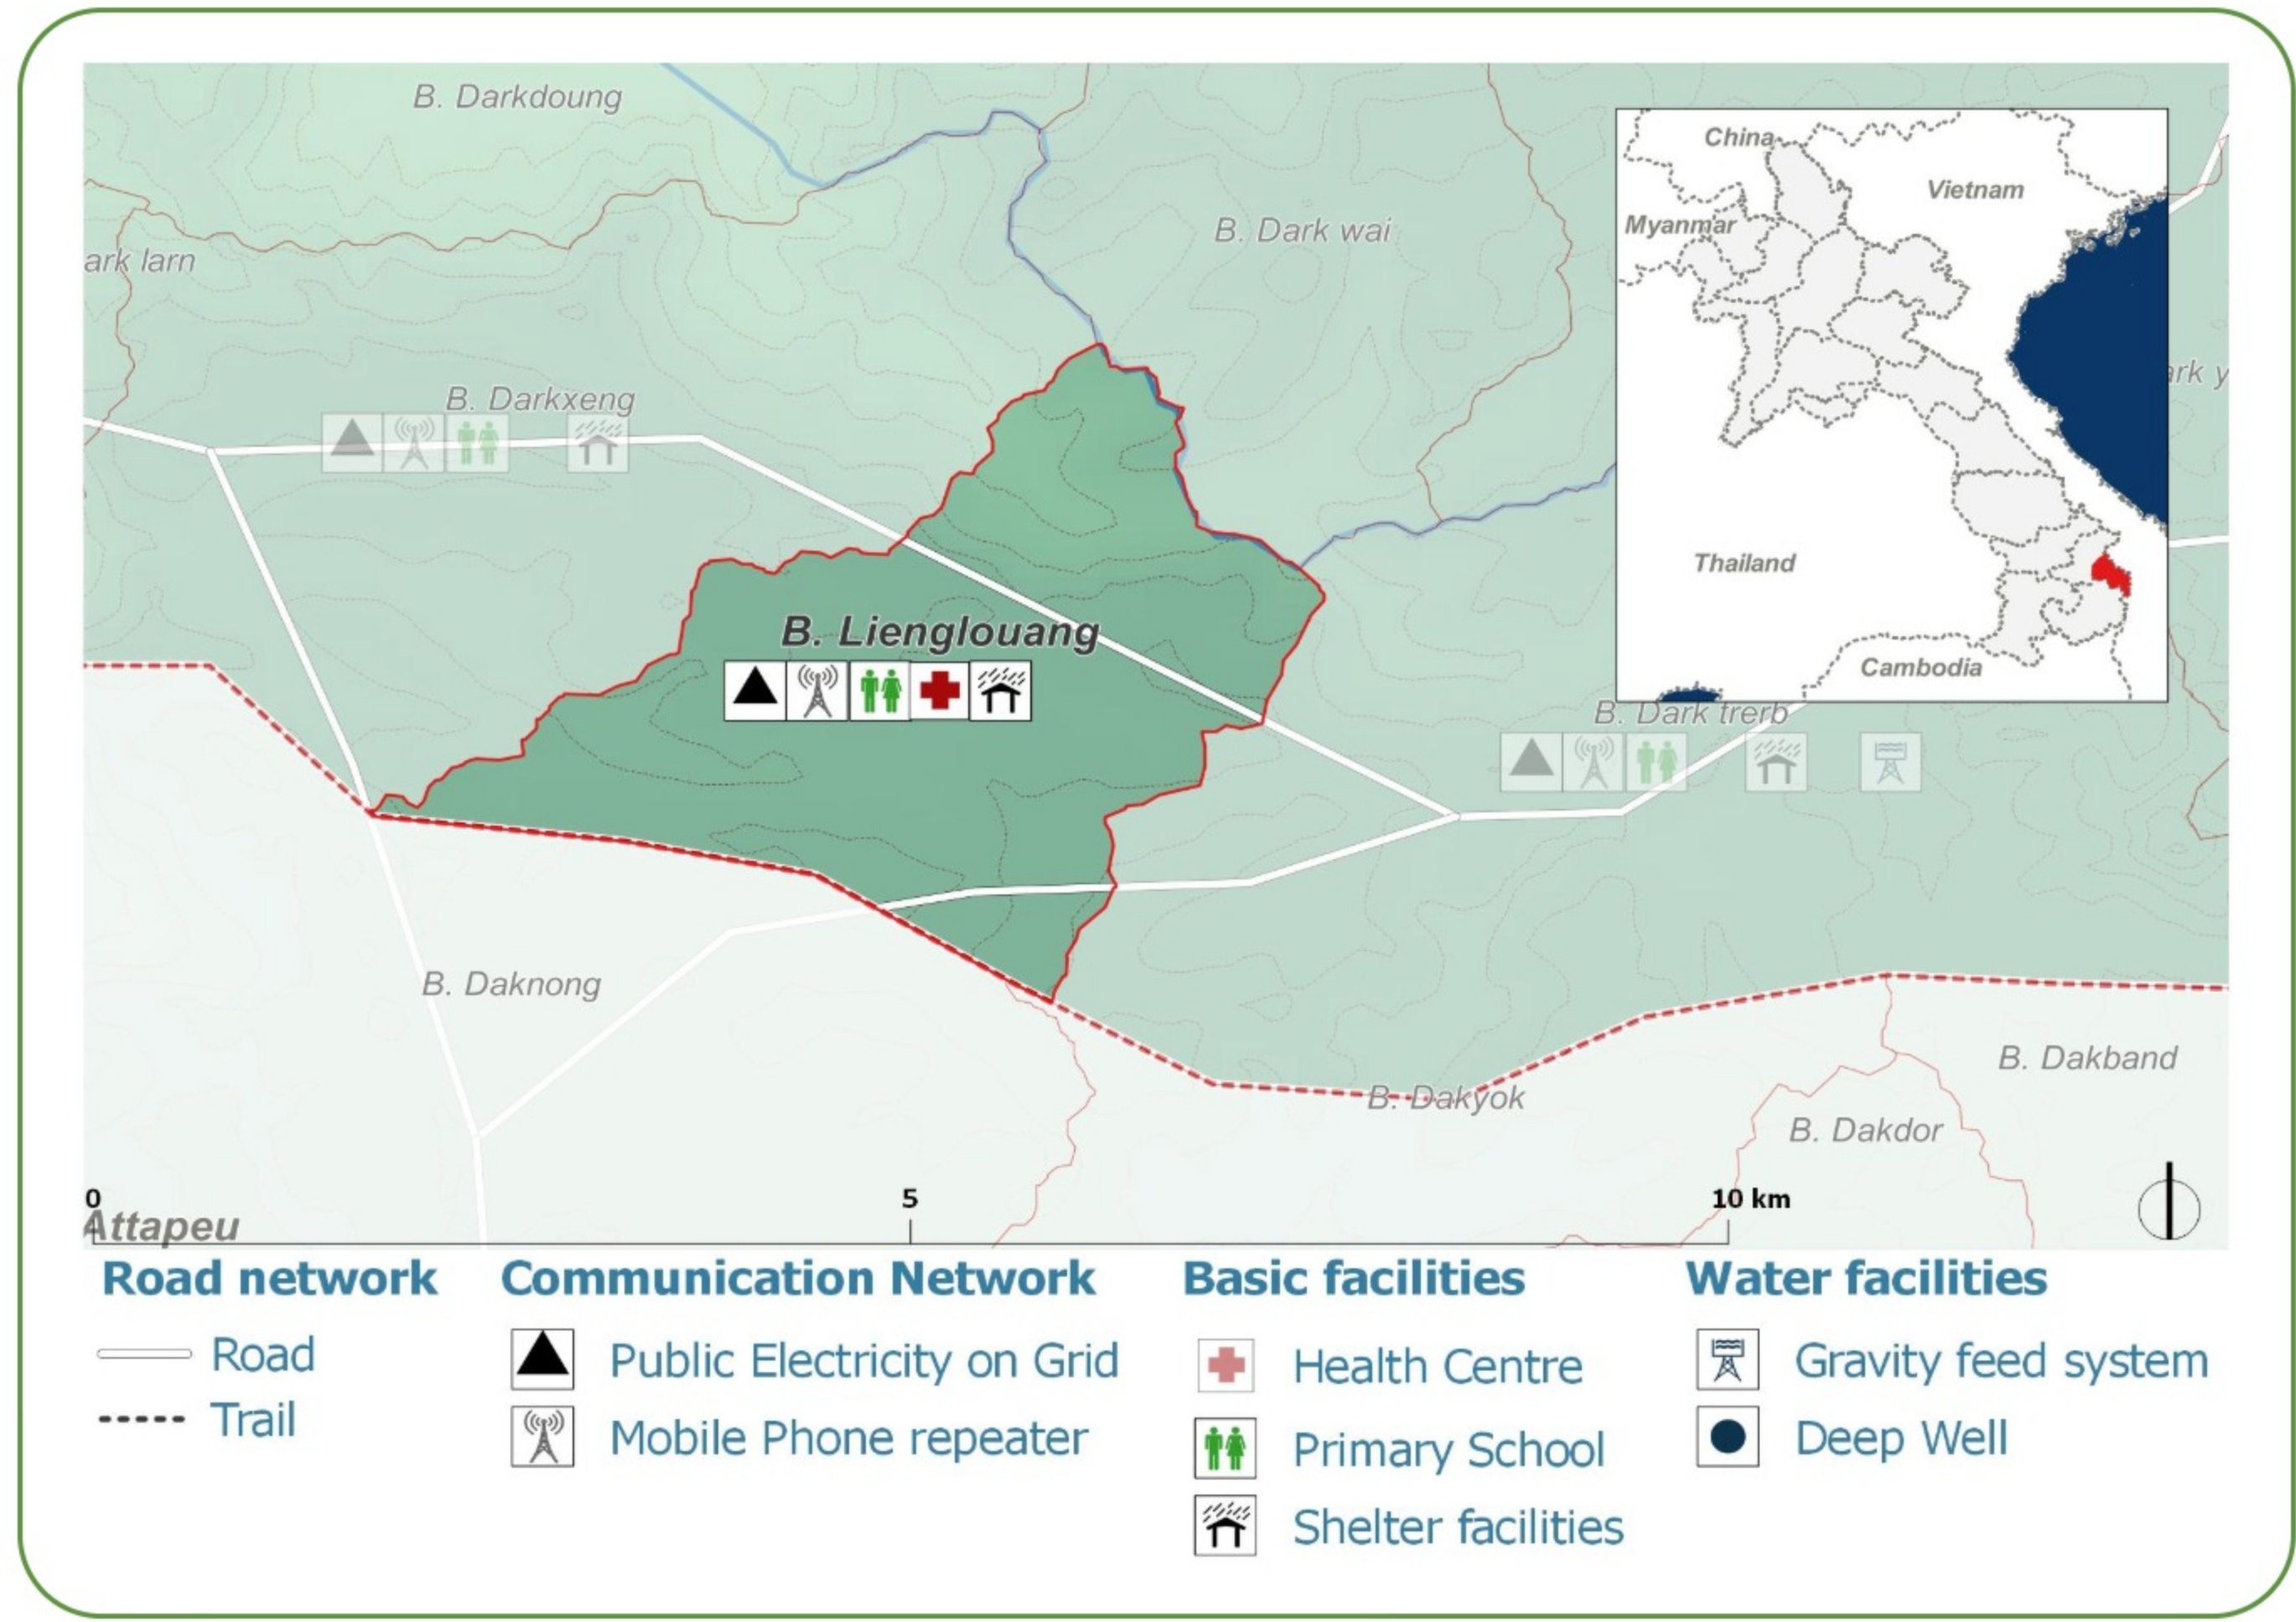 B. Darkdoung
China
Vietnam
Myanmar
B. Dark wai
ark larn
ark y
B. Darkxeng
Thailand
B. Lienglouang
Cambodia
B. Dark trerb
B. Daknong
B. Dakband
B. Dakyok
B. Dakdor
0
5
10 km
Attapeu
Road network
Road
Trail
Communication Network
Public Electricity on Grid
Mobile Phone repeater
Basic facilities
Health Centre
Primary School
Shelter facilities
Water facilities
Gravity feed system
Deep Well